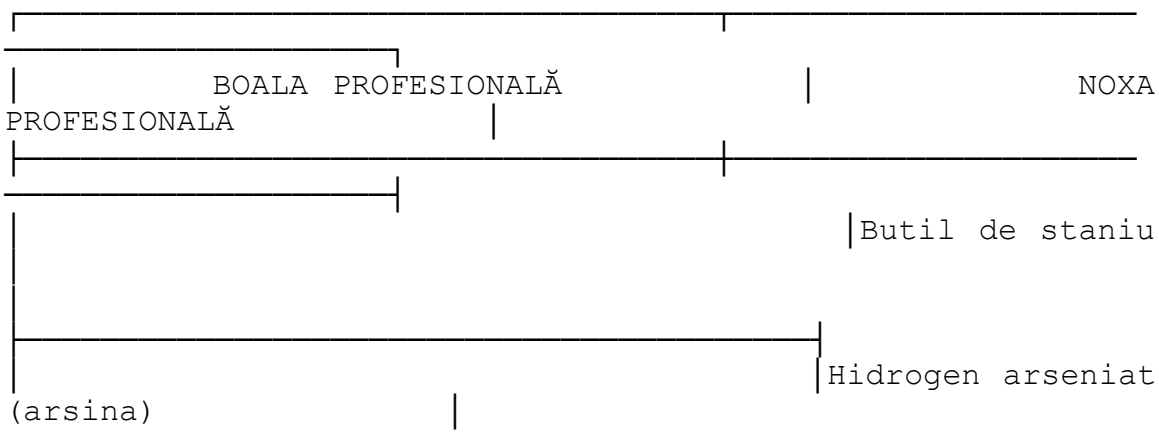 BOALA PROFESIONALĂ NOXA
PROFESIONALĂ
Butil de staniu
Hidrogen arseniat
(arsina)